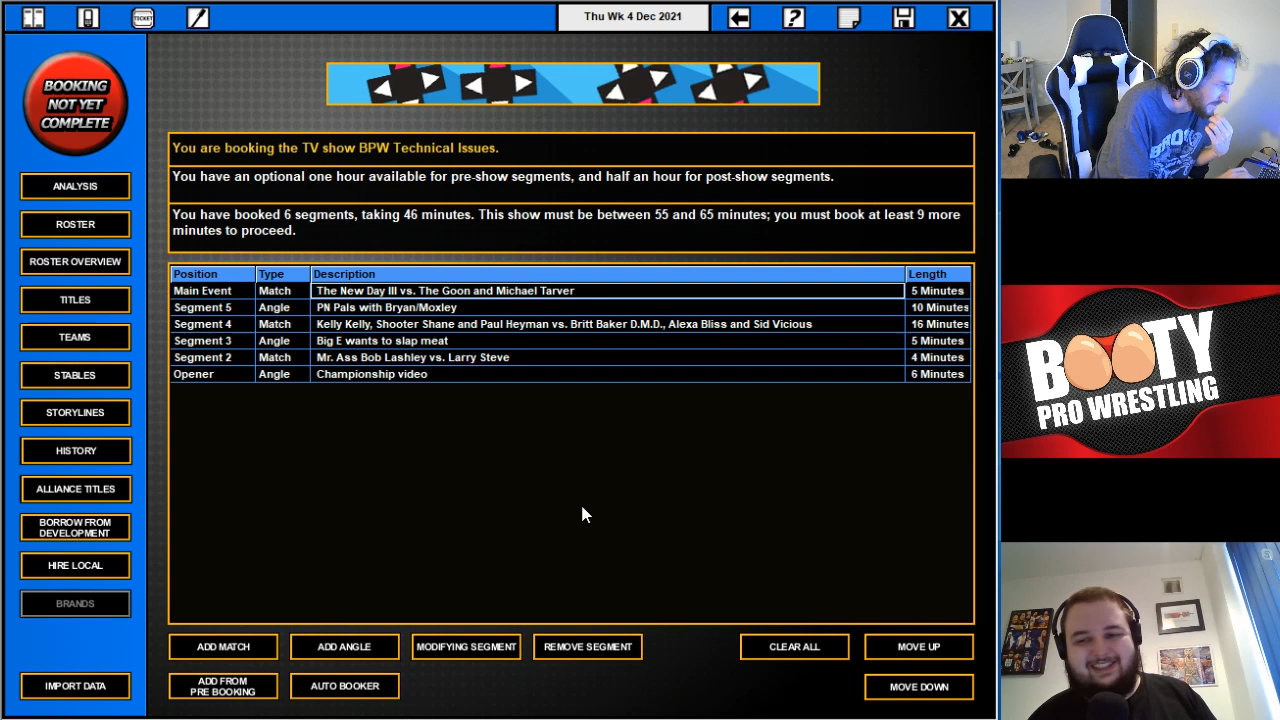 TICKET
Thu Wk 4 Dec 2021
BOOKING
NOT YET
COMPLETE
You are booking the TV show BPW Technical Issues.
You have an optional one hour available for pre-show segments, and half an hour for post-show segments.
You have booked 6 segments, taking 46 minutes. This show must be between 55 and 65 minutes; you must book at least 9 more
minutes to proceed.
ANALYSIS
ROSTER
ROSTER OVERVIEW
TITLES
TEAMS
STABLES
STORYLINES
HISTORY
ALLIANCE TITLES
BORROW FROM
DEVELOPMENT
HIRE LOCAL
BRANDS
IMPORT DATA
Position Type Description Length
Main Event Match The New Day III vs. The Goon and Michael Tarver 5 Minutes
Segment 5 Angle PN Pals with Bryan/Moxley 10 Minutes
Segment 4 Match Kelly Kelly, Shooter Shane and Paul Heyman vs. Britt Baker D.M.D., Alexa Bliss and Sid Vicious 16 Minutes
Segment 3 Angle Big E wants to slap meat 5 Minutes
Segment 2 Match Mr. Ass Bob Lashley vs. Larry Steve 4 Minutes
Opener Angle Championship video 6 Minutes
ADD MATCH
ADD ANGLE
MODIFYING SEGMENT
REMOVE SEGMENT
CLEAR ALL
MOVE UP
ADD FROM
PRE BOOKING
AUTO BOOKER
MOVE DOWN
BOOTY
PRO WRESTLING